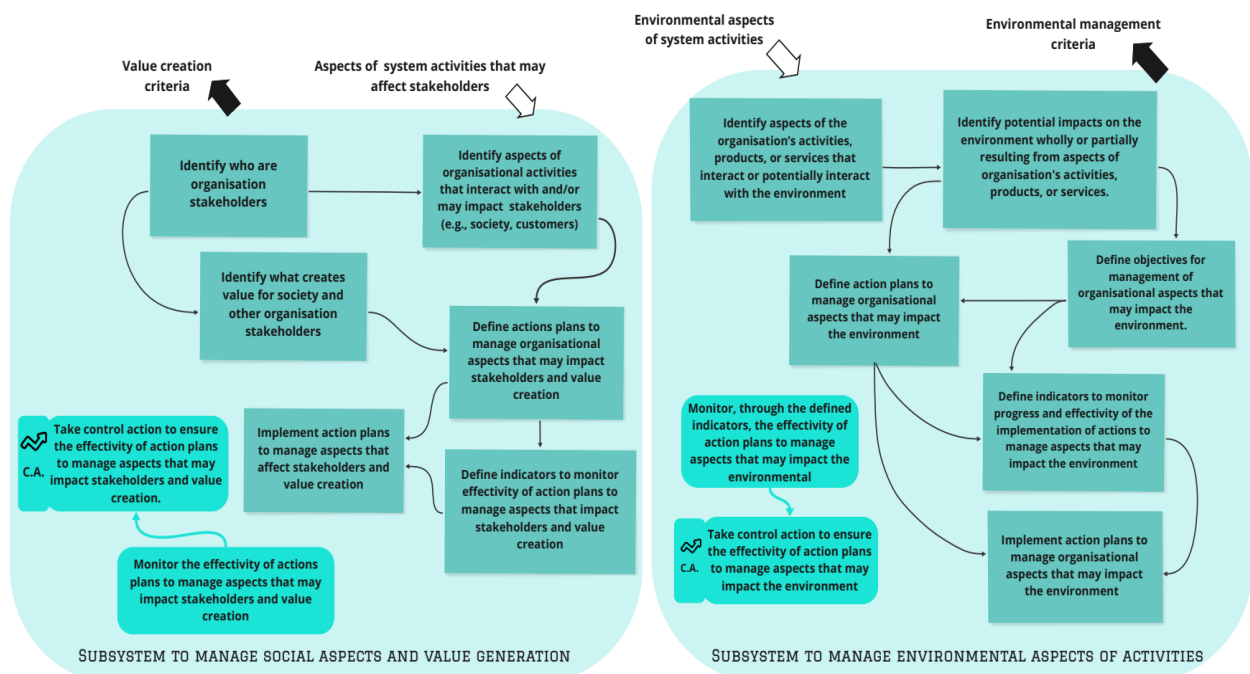 Value creation
criteria
Aspects of system activities that may
affect stakeholders
Identify who are
organisation
stakeholders
Identify aspects of
organisational activities
that interact with and/or
may impact stakeholders
(e.g., society, customers)
Identify what creates
value for society and
other organisation
stakeholders
Define actions plans to
manage organisational
aspects that may impact
stakeholders and value
creation
Implement action plans
to manage aspects that
affect stakeholders and
value creation
Define indicators to monitor
effectivity of action plans to
manage aspects that impact
stakeholders and value
creation
C.A.
Take control action to ensure
the effectivity of action plans
to manage aspects that may
impact stakeholders and value
creation.
Monitor the effectivity of actions
plans to manage aspects that may
impact stakeholders and value
creation
SUBSYSTEM TO MANAGE SOCIAL ASPECTS AND VALUE GENERATION
Environmental aspects
of system activities
Environmental management
criteria
Identify aspects of the
organisation's activities,
products, or services that
interact or potentially interact
with the environment
Identify potential impacts on the
environment wholly or partially
resulting from aspects of
organisation's activities,
products, or services.
Define action plans to
manage organisational
aspects that may impact
the environment
Define objectives for
management of
organisational aspects that
may impact the
environment.
Define indicators to monitor
progress and effectivity of the
implementation of actions to
manage aspects that may
impact the environment
Monitor, through the defined
indicators, the effectivity of
action plans to manage
aspects that may impact the
environmental
C.A.
Take control action to ensure
the effectivity of action plans
to manage aspects that may
impact the environment
Implement action plans to
manage organisational
aspects that may impact
the environment
SUBSYSTEM TO MANAGE ENVIRONMENTAL ASPECTS OF ACTIVITIES